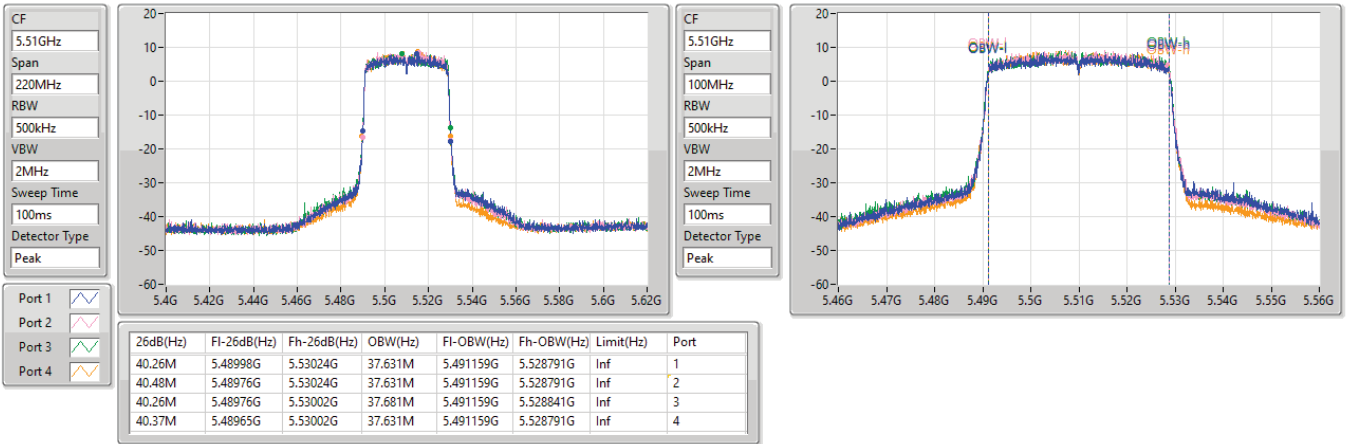 CF
5.51GHz
Span
220MHz
RBW
500kHz
VBW
2MHz
Sweep Time
100ms
Detector Type
Peak
Port 1
Port 2
Port 3
Port 4
20-
10-
0-
-10-
-20-
-30-
-40-
-50-
-60-
5.4G 5.42G 5.44G 5.46G 5.48G 5.5G 5.52G 5.54G 5.56G 5.58G 5.6G 5.62G
CF
5.51GHz
Span
100MHz
RBW
500kHz
VBW
2MHz
Sweep Time
100ms
Detector Type
Peak
20-
10-
0-
-10-
-20-
-30-
-40-
-50-
-60-
OBW-l OBW-h
5.46G 5.47G 5.48G 5.49G 5.5G 5.51G 5.52G 5.53G 5.54G 5.55G 5.56G
26dB(Hz) Fl-26dB(Hz) Fh-26dB(Hz) OBW(Hz) Fl-OBW(Hz) Fh-OBW(Hz) Limit(Hz) Port
40.26M 5.48998G 5.53024G 37.631M 5.491159G 5.528791G Inf 1
40.48M 5.48976G 5.53024G 37.631M 5.491159G 5.528791G Inf 2
40.26M 5.48976G 5.53002G 37.681M 5.491159G 5.528841G Inf 3
40.37M 5.48965G 5.53002G 37.631M 5.491159G 5.528791G Inf 4